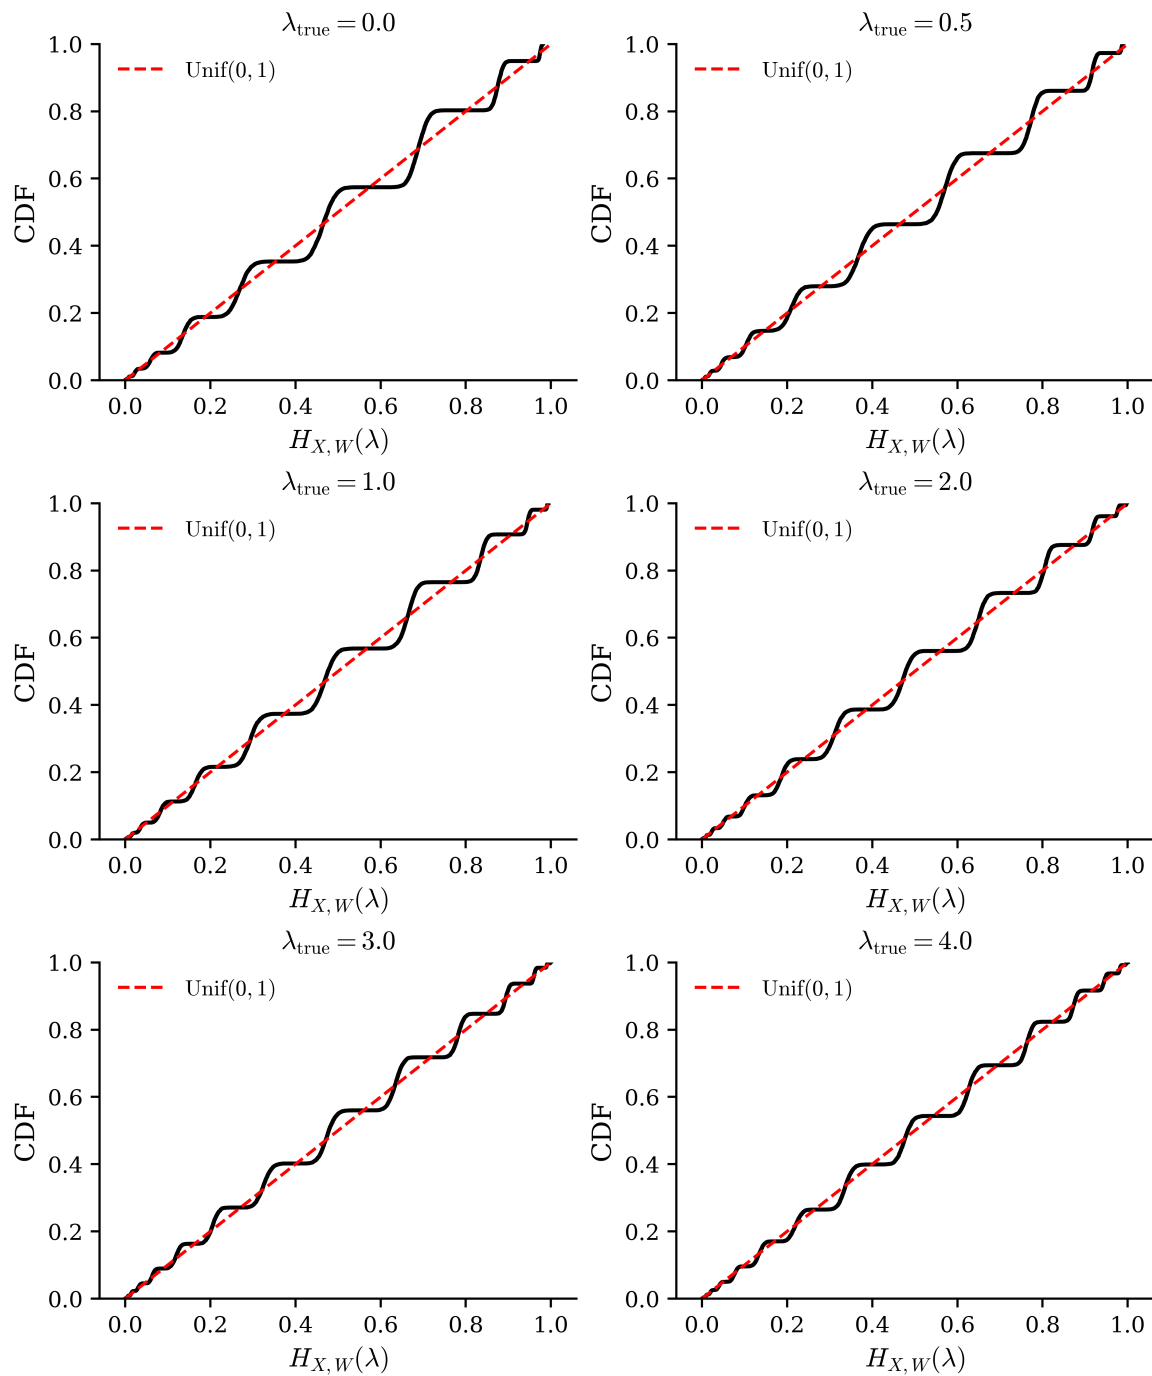 λtrue = 0.0
1.0
0.8
0.6
0.4
0.2
0.0
CDF
Unif(0, 1)
0.0 0.2 0.4 0.6 0.8 1.0
H_{X,W}(λ)
λtrue = 0.5
1.0
0.8
0.6
0.4
0.2
0.0
CDF
Unif(0, 1)
0.0 0.2 0.4 0.6 0.8 1.0
H_{X,W}(λ)
λtrue = 1.0
1.0
0.8
0.6
0.4
0.2
0.0
CDF
Unif(0, 1)
0.0 0.2 0.4 0.6 0.8 1.0
H_{X,W}(λ)
λtrue = 2.0
1.0
0.8
0.6
0.4
0.2
0.0
CDF
Unif(0, 1)
0.0 0.2 0.4 0.6 0.8 1.0
H_{X,W}(λ)
λtrue = 3.0
1.0
0.8
0.6
0.4
0.2
0.0
CDF
Unif(0, 1)
0.0 0.2 0.4 0.6 0.8 1.0
H_{X,W}(λ)
λtrue = 4.0
1.0
0.8
0.6
0.4
0.2
0.0
CDF
Unif(0, 1)
0.0 0.2 0.4 0.6 0.8 1.0
H_{X,W}(λ)